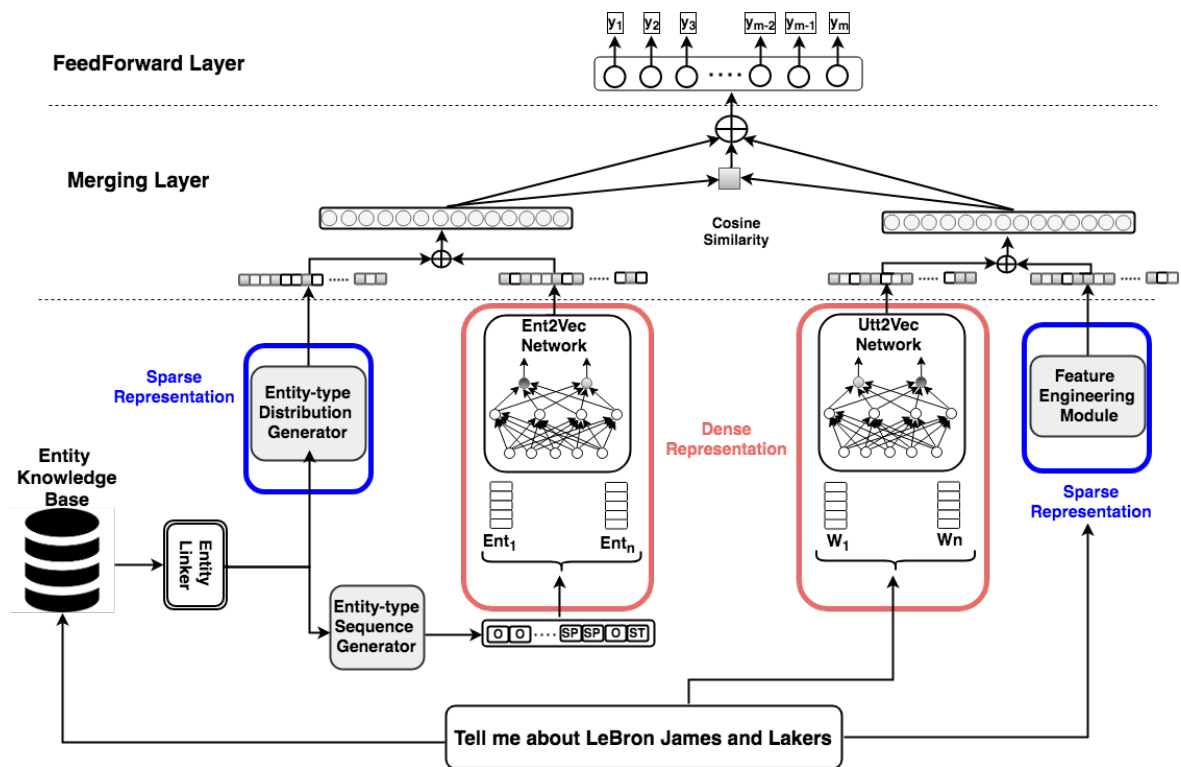 y1 y2 y3 ym-2 ym-1 ym
FeedForward Layer
....
Merging Layer
Cosine
Similarity
..... ..... ..... .....
Ent2Vec
Network
Utt2Vec
Network
Sparse
Representation
Entity-type
Distribution
Generator
Dense
Representation
Feature
Engineering
Module
Entity
Knowledge
Base
Sparse
Representation
Ent1 Entn
W1 Wn
Entity
Linker
Entity-type
Sequence
Generator
O O .... SP SP O ST
Tell me about LeBron James and Lakers